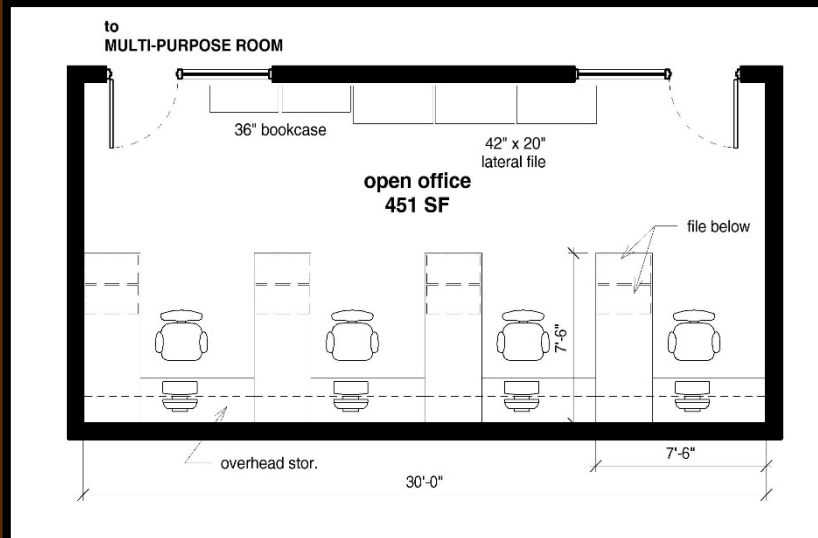 to
MULTI-PURPOSE ROOM
36" bookcase
42" x 20"
lateral file
open office
451 SF
file below
7'-6"
overhead stor.
7'-6"
30'-0"